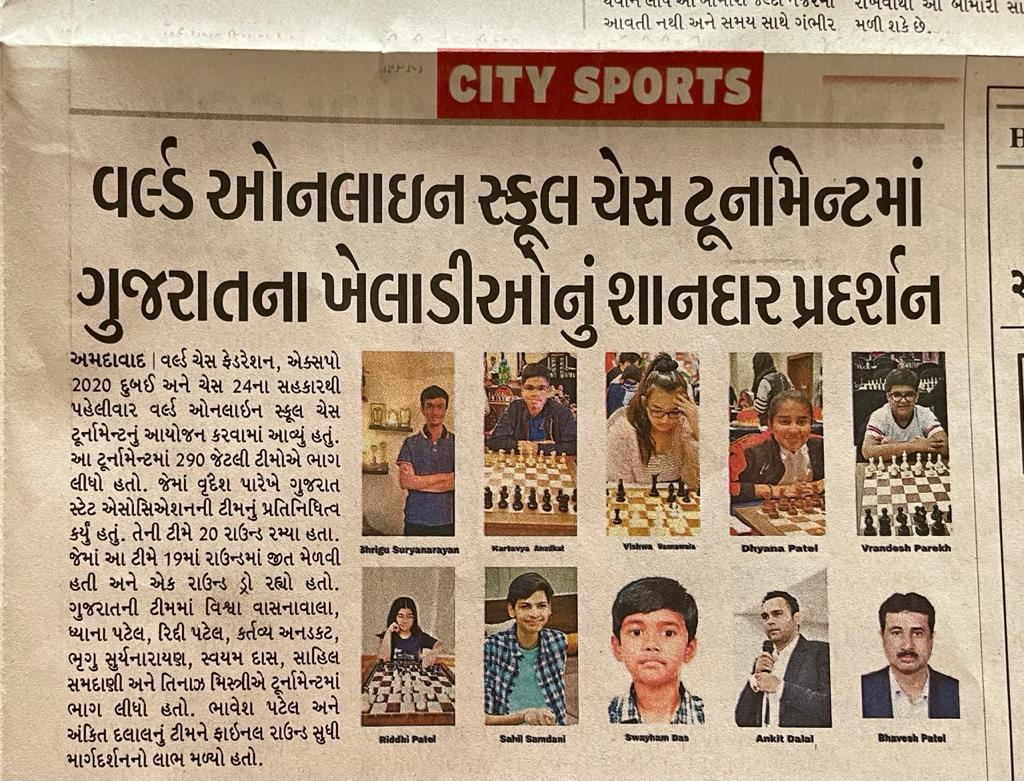 આવતી નથી અને સમય સાથે ગંભીર
મળી શકે છે.
CITY SPORTS
વર્લ્ડ ઓનલાઇન સ્કૂલ ચેસ ટૂર્નામેન્ટમાં
ગુજરાતના ખેલાડીઓનું શાનદાર પ્રદર્શન
અમદાવાદ | વર્લ્ડ ચેસ ફેડરેશન, એક્સપો
2020 દુબઈ અને ચેસ 24ના સહકારથી
પહેલીવાર વર્લ્ડ ઓનલાઇન સ્કૂલ ચેસ
ટૂર્નામેન્ટનું આયોજન કરવામાં આવ્યું હતું.
આ ટૂર્નામેન્ટમાં 290 જેટલી ટીમોએ ભાગ
લીધો હતો. જેમાં વૃદેશ પારેખે ગુજરાત
સ્ટેટ એસોસિએશનની ટીમનું પ્રતિનિધિત્વ
કર્યું હતું. તેની ટીમે 20 રાઉન્ડ રમ્યા હતા.
જેમાં આ ટીમે 19માં રાઉન્ડમાં જીત મેળવી
હતી અને એક રાઉન્ડ ડ્રો રહ્યો હતો.
ગુજરાતની ટીમમાં વિશ્વા વાસનાવાલા,
ધ્યાના પટેલ, રિદ્દી પટેલ, કર્તવ્ય અનડકટ,
ભૃગુ સુર્યનારાયણ, સ્વયમ દાસ, સાહિલ
સમદાણી અને તિનાઝ મિસ્ત્રીએ ટૂર્નામેન્ટમાં
ભાગ લીધો હતો. ભાવેશ પટેલ અને
અંકિત દલાલનું ટીમને ફાઇનલ રાઉન્ડ સુધી
માર્ગદર્શનનો લાભ મળ્યો હતો.
Bhrigu Suryanarayan
Kartavya Anadkat
Vishwa Vasnawala
Dhyana Patel
Vrandesh Parekh
Riddhi Patel
Sahil Samdani
Swayham Das
Ankit Dalal
Bhavesh Patel